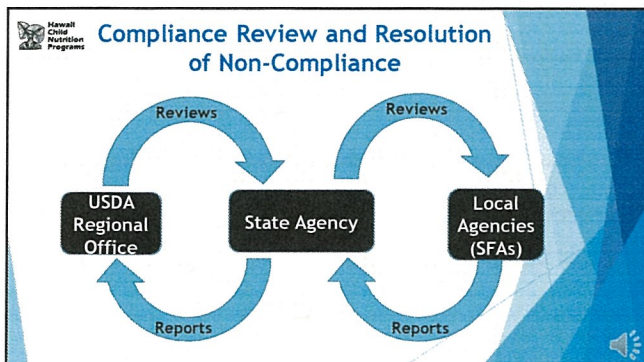 Hawaii
Child
Nutrition
Programs
Compliance Review and Resolution
of Non-Compliance
Reviews
Reviews
USDA
Regional
Office
State Agency
Local
Agencies
(SFAs)
Reports
Reports